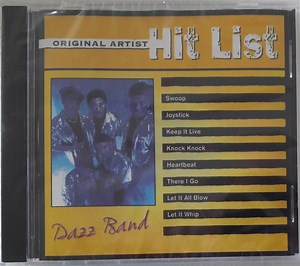 ORIGINAL ARTIST
Hit List
Swoop
Joystick
Keep It Live
Knock Knock
Heartbeat
There I Go
Let It All Blow
Let It Whip
Dazz Band